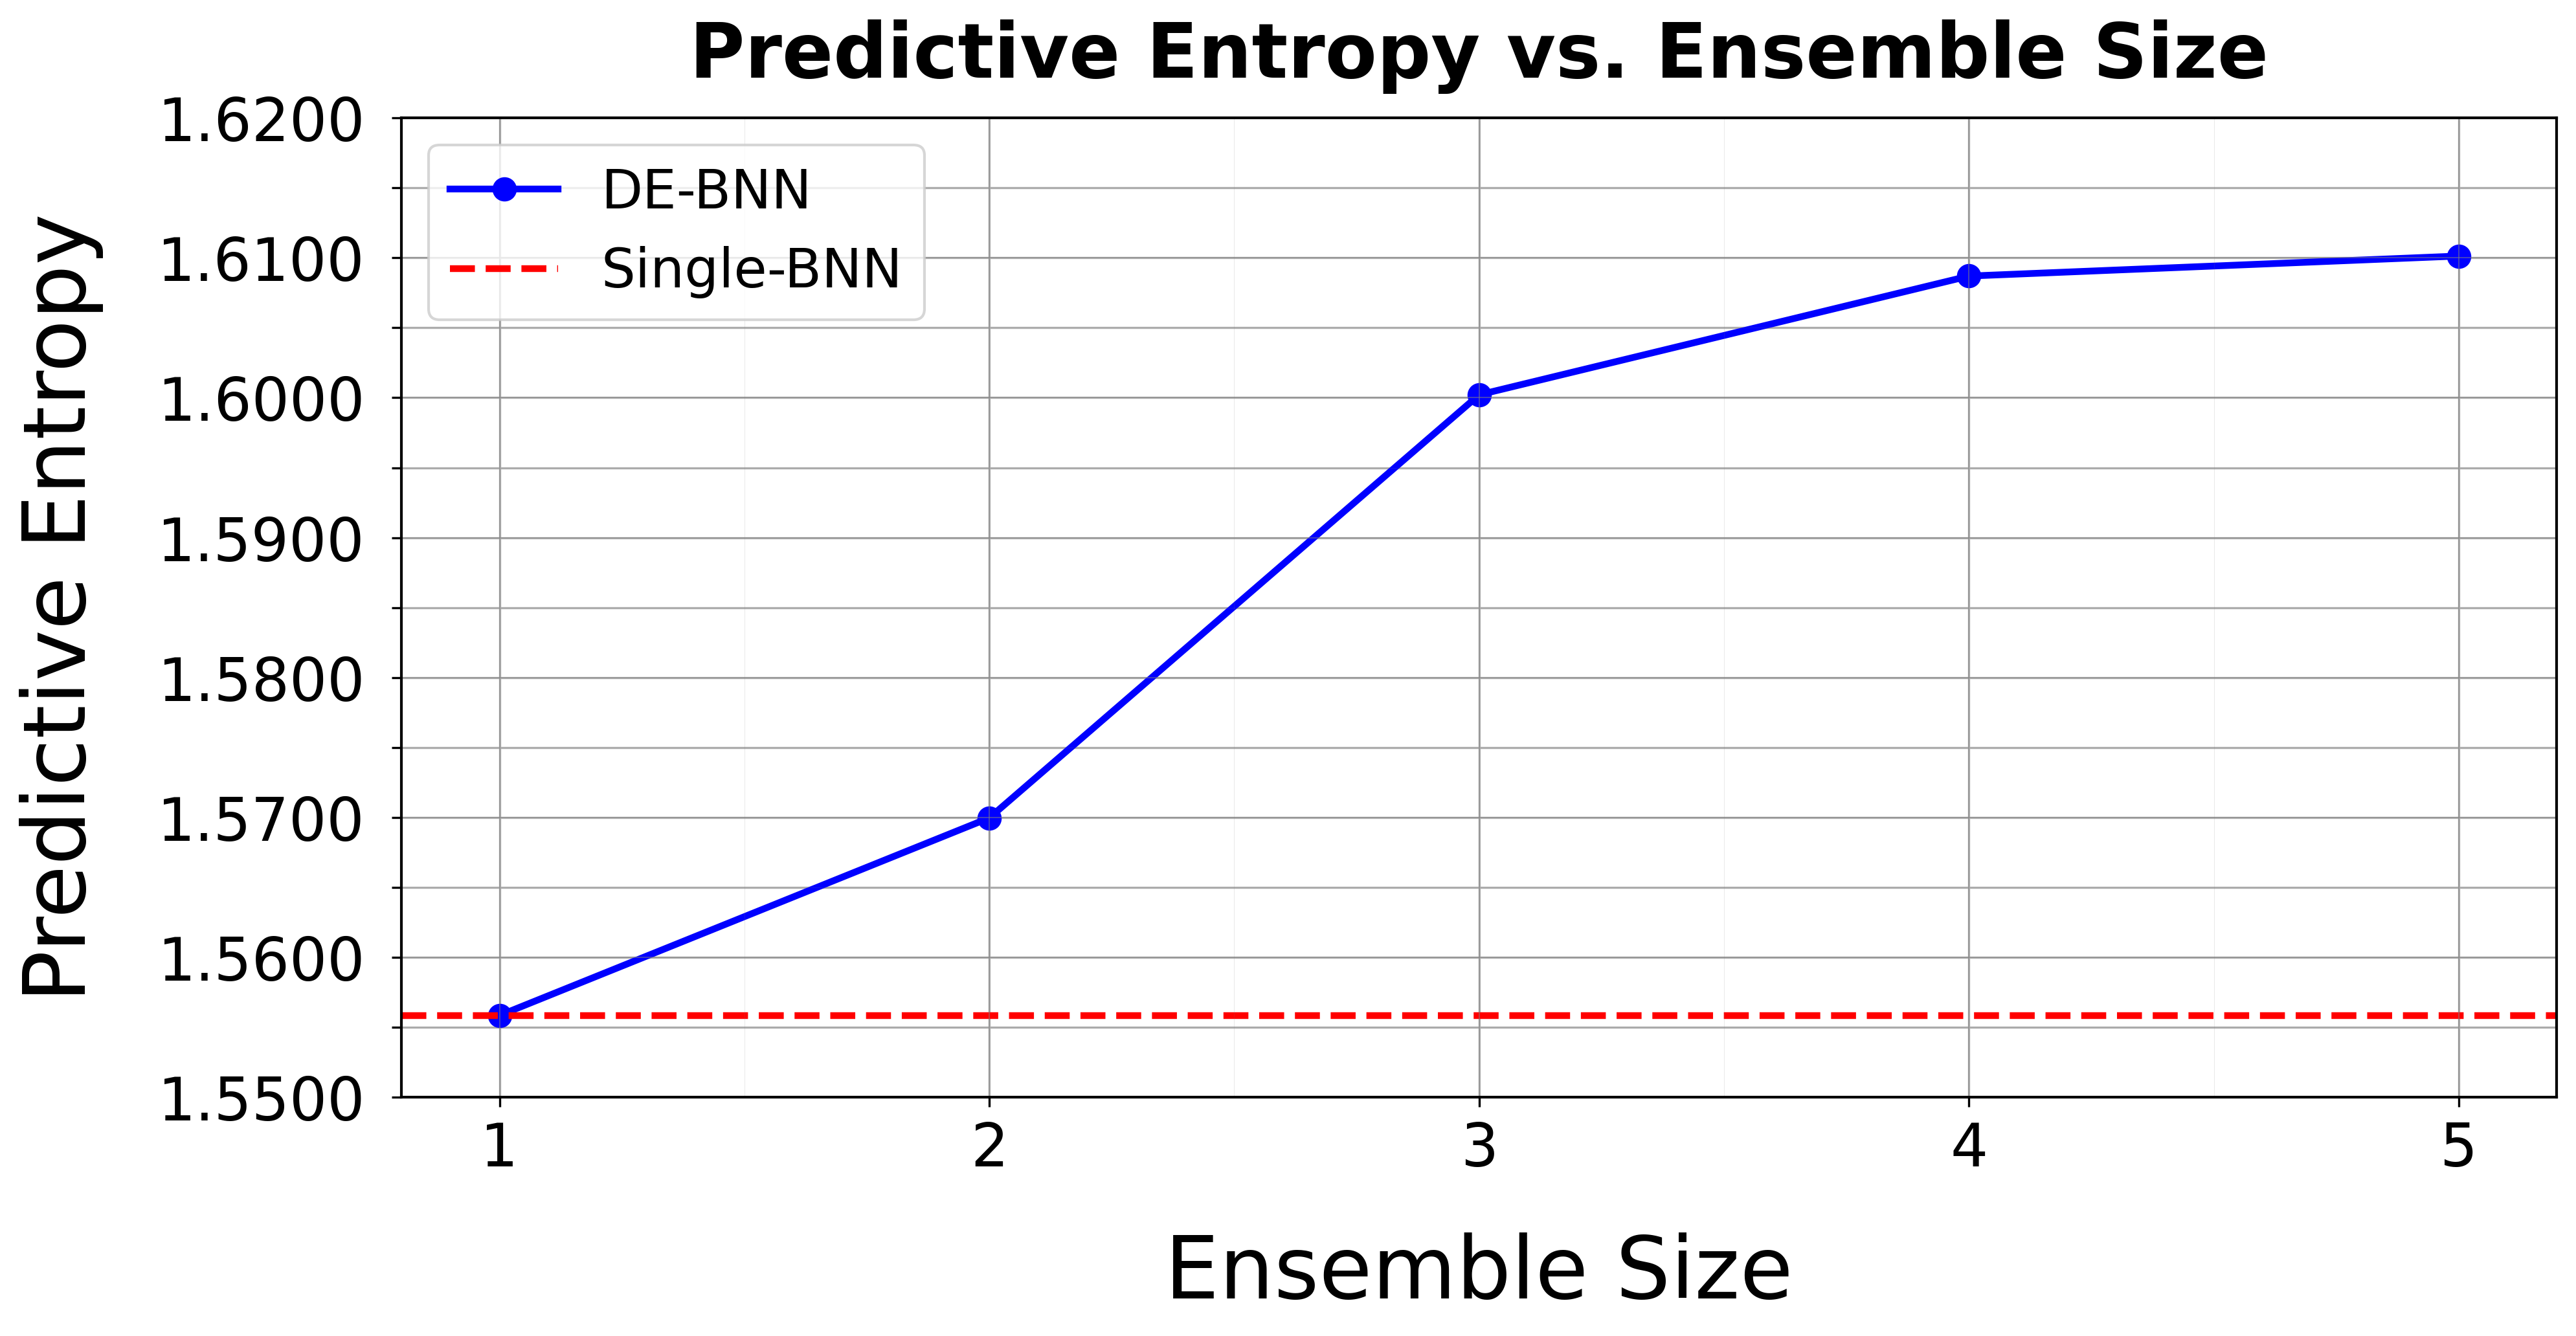 Predictive Entropy vs. Ensemble Size
1.6200
1.6100
1.6000
1.5900
1.5800
1.5700
1.5600
1.5500
Predictive Entropy
DE-BNN
Single-BNN
1 2 3 4 5
Ensemble Size